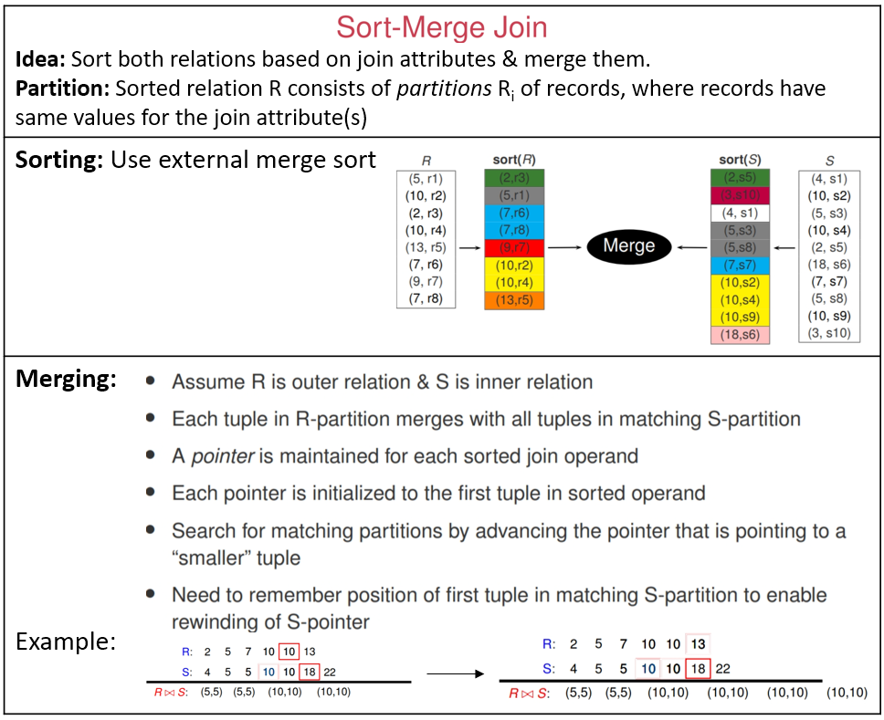 Sort-Merge Join
Idea: Sort both relations based on join attributes & merge them.
Partition: Sorted relation R consists of partitions Ri of records, where records have
same values for the join attribute(s)
Sorting: Use external merge sort
R sort(R) sort(S) S
(5, r1) (2,r3) (2,s5) (4, s1)
(10, r2) (5,r1) (3,s10) (10, s2)
(2, r3) (7,r6) (4, s1) (5, s3)
(10, r4) (7,r8) (5,s3) (10, s4)
(13, r5) (9,r7) Merge (5,s8) (2, s5)
(7, r6) (10,r2) (7,s7) (18, s6)
(9, r7) (10,r4) (10,s2) (7, s7)
(7, r8) (13,r5) (10,s4) (5, s8)
(10,s9) (10, s9)
(18,s6) (3, s10)
Merging:
• Assume R is outer relation & S is inner relation
• Each tuple in R-partition merges with all tuples in matching S-partition
• A pointer is maintained for each sorted join operand
• Each pointer is initialized to the first tuple in sorted operand
• Search for matching partitions by advancing the pointer that is pointing to a
“smaller” tuple
• Need to remember position of first tuple in matching S-partition to enable
rewinding of S-pointer
Example:
R: 2 5 7 10 10 13
S: 4 5 5 10 10 18 22
R ⋈ S: (5,5) (5,5) (10,10) (10,10)
R: 2 5 7 10 10 13
S: 4 5 5 10 10 18 22
R ⋈ S: (5,5) (5,5) (10,10) (10,10) (10,10) (10,10)